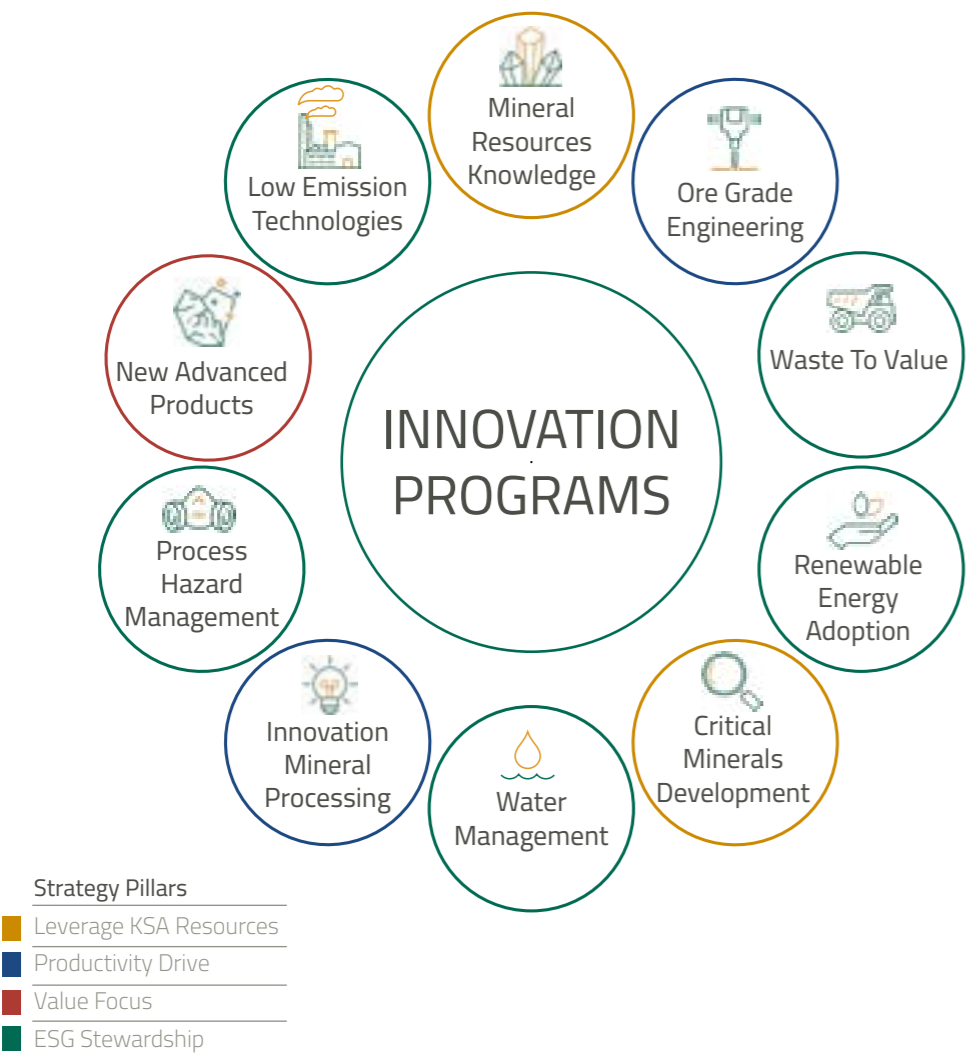 Mineral
Resources
Knowledge
Low Emission
Technologies
Ore Grade
Engineering
New Advanced
Products
Waste To Value
INNOVATION
PROGRAMS
Process
Hazard
Management
Renewable
Energy
Adoption
Innovation
Mineral
Processing
Water
Management
Critical
Minerals
Development
Strategy Pillars
Leverage KSA Resources
Productivity Drive
Value Focus
ESG Stewardship